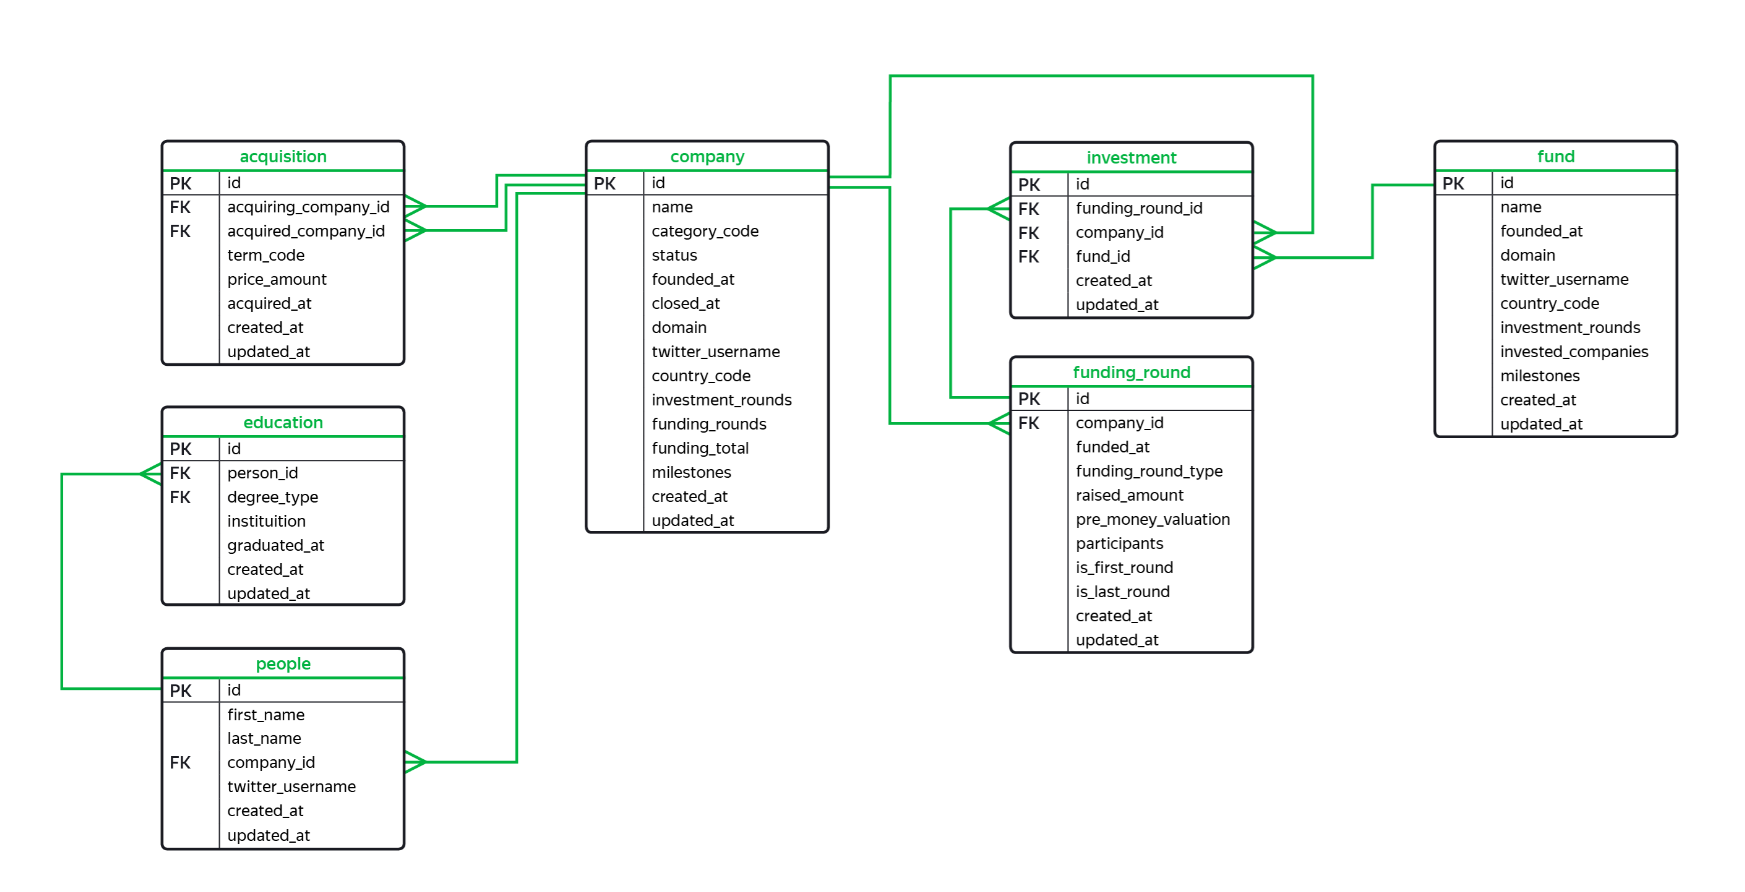 acquisition
PK id
FK acquiring_company_id
FK acquired_company_id
term_code
price_amount
acquired_at
created_at
updated_at
education
PK id
FK person_id
FK degree_type
instituition
graduated_at
created_at
updated_at
people
PK id
first_name
last_name
FK company_id
twitter_username
created_at
updated_at
company
PK id
name
category_code
status
founded_at
closed_at
domain
twitter_username
country_code
investment_rounds
funding_rounds
funding_total
milestones
created_at
updated_at
investment
PK id
FK funding_round_id
FK company_id
FK fund_id
created_at
updated_at
funding_round
PK id
FK company_id
funded_at
funding_round_type
raised_amount
pre_money_valuation
participants
is_first_round
is_last_round
created_at
updated_at
fund
PK id
name
founded_at
domain
twitter_username
country_code
investment_rounds
invested_companies
milestones
created_at
updated_at